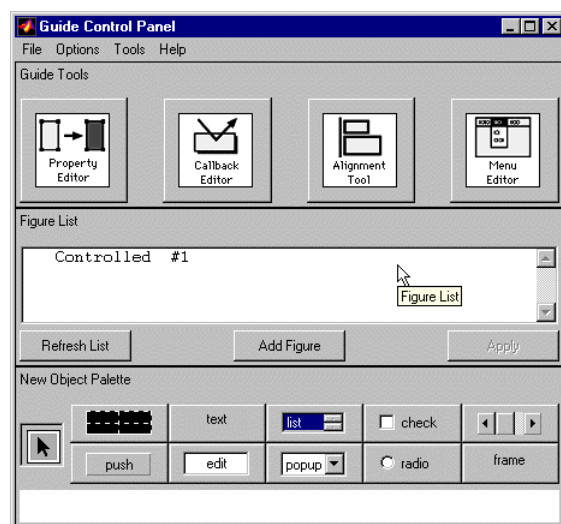 Guide Control Panel
File Options Tools Help
Guide Tools
Property Editor
Callback Editor
Alignment Tool
Menu Editor
Figure List
Controlled #1
Figure List
Refresh List Add Figure Apply
New Object Palette
text list check
push edit popup radio frame